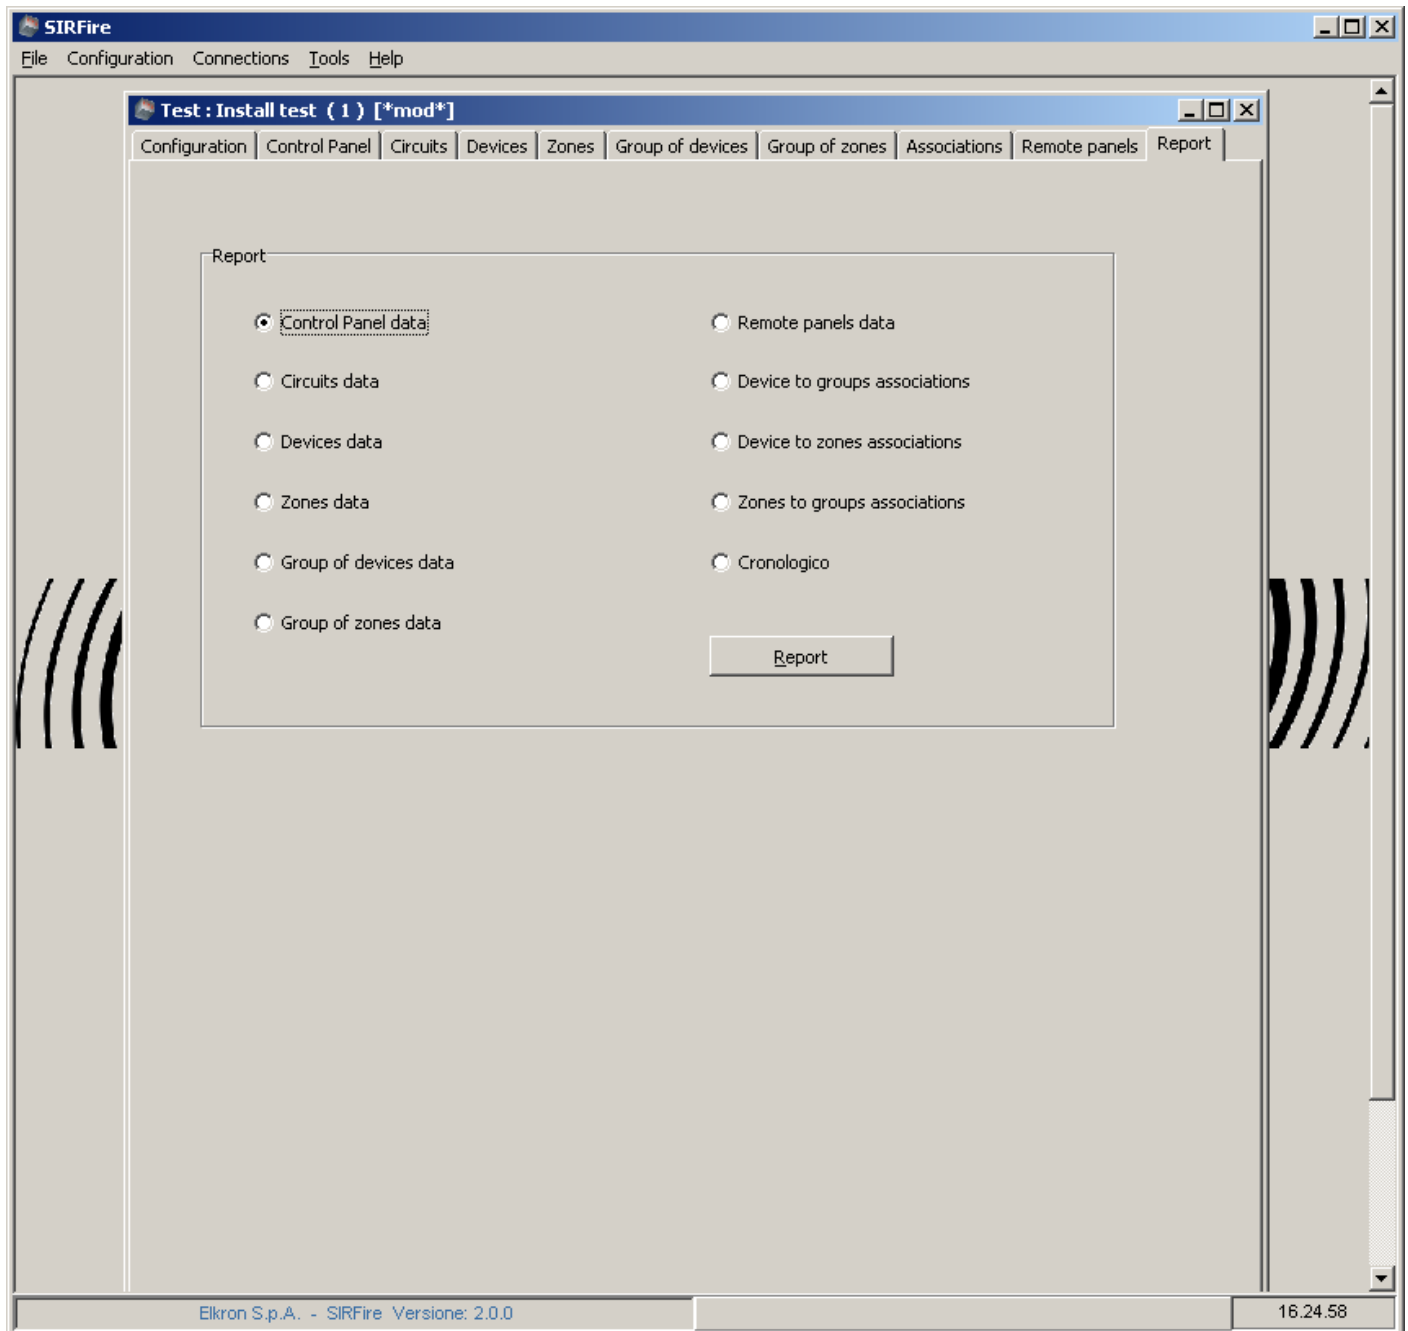 SIRFire
File Configuration Connections Tools Help
Test : Install test ( 1 ) [*mod*]
Configuration Control Panel Circuits Devices Zones Group of devices Group of zones Associations Remote panels Report
Report
Control Panel data Remote panels data
Circuits data Device to groups associations
Devices data Device to zones associations
Zones data Zones to groups associations
Group of devices data Cronologico
Group of zones data
Report
Elkron S.p.A. - SIRFire Versione: 2.0.0 16.24.58